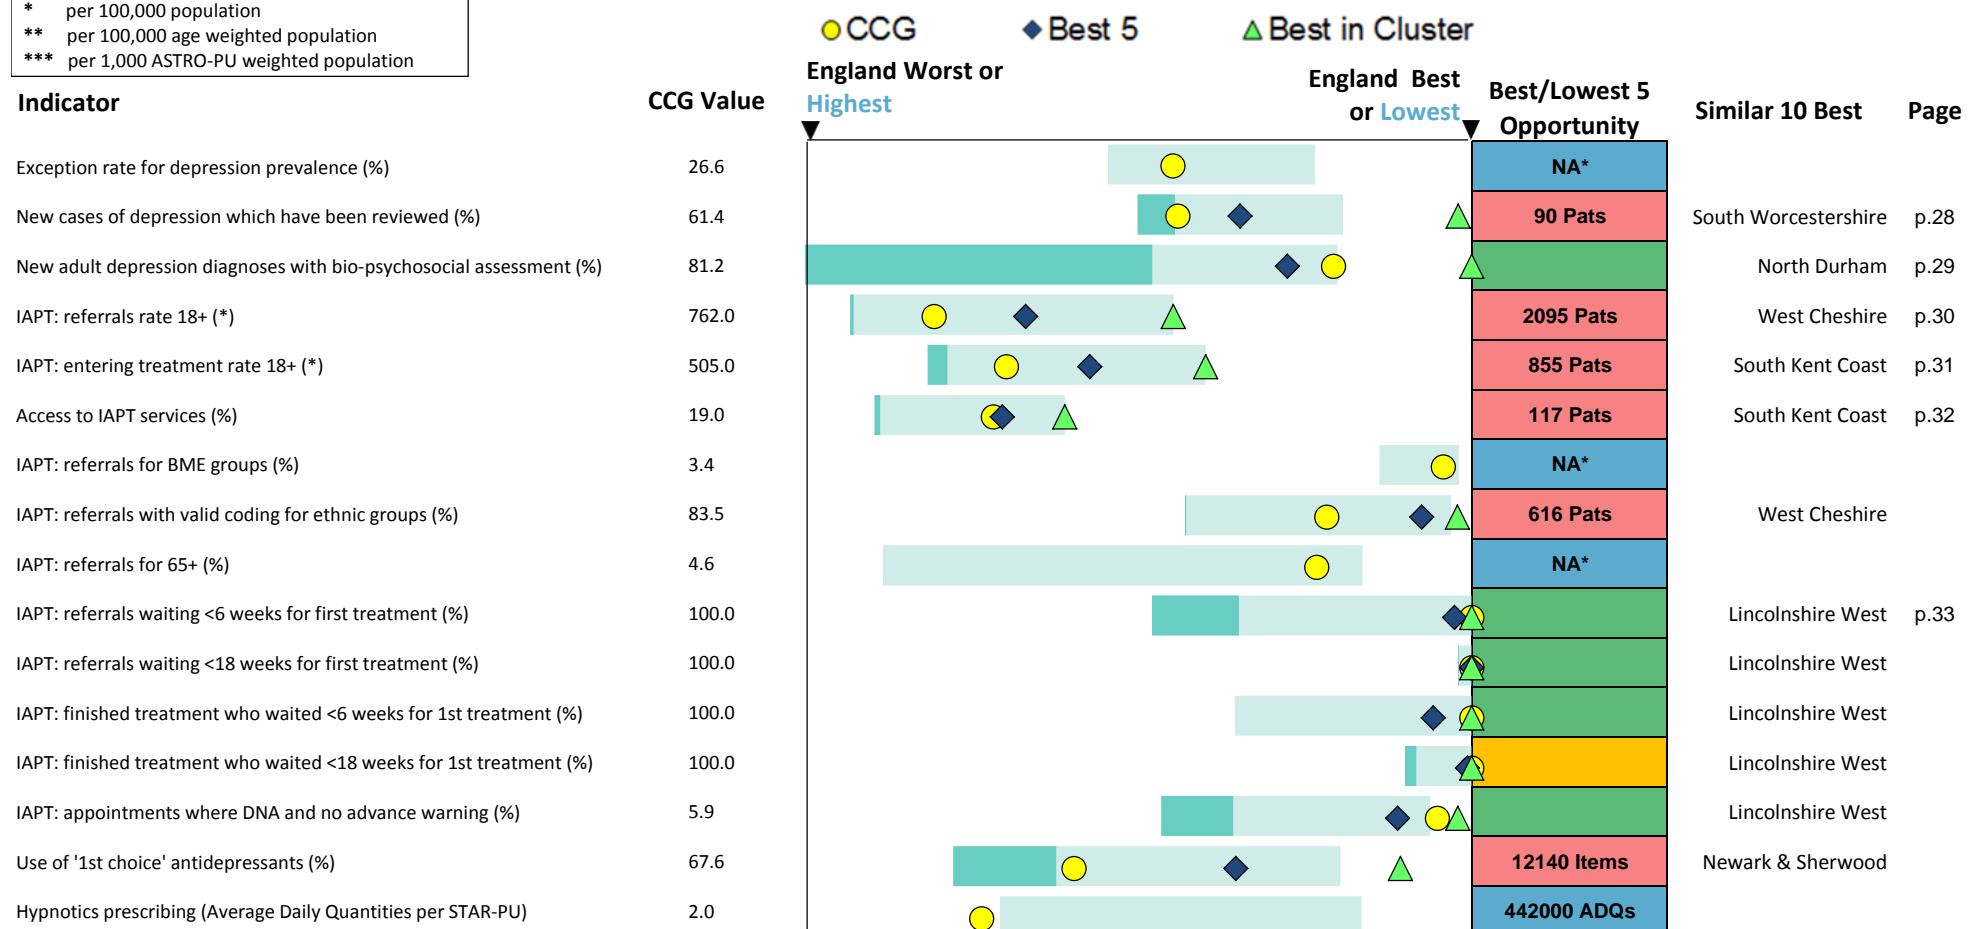 * per 100,000 population
** per 100,000 age weighted population
*** per 1,000 ASTRO-PU weighted population
CCG Best 5 Best in Cluster
Indicator CCG Value England Worst or Highest England Best or Lowest Best/Lowest 5 Opportunity Similar 10 Best Page
Exception rate for depression prevalence (%) 26.6 NA*
New cases of depression which have been reviewed (%) 61.4 90 Pats South Worcestershire p.28
New adult depression diagnoses with bio-psychosocial assessment (%) 81.2 North Durham p.29
IAPT: referrals rate 18+ (*) 762.0 2095 Pats West Cheshire p.30
IAPT: entering treatment rate 18+ (*) 505.0 855 Pats South Kent Coast p.31
Access to IAPT services (%) 19.0 117 Pats South Kent Coast p.32
IAPT: referrals for BME groups (%) 3.4 NA*
IAPT: referrals with valid coding for ethnic groups (%) 83.5 616 Pats West Cheshire
IAPT: referrals for 65+ (%) 4.6 NA*
IAPT: referrals waiting <6 weeks for first treatment (%) 100.0 Lincolnshire West p.33
IAPT: referrals waiting <18 weeks for first treatment (%) 100.0 Lincolnshire West
IAPT: finished treatment who waited <6 weeks for 1st treatment (%) 100.0 Lincolnshire West
IAPT: finished treatment who waited <18 weeks for 1st treatment (%) 100.0 Lincolnshire West
IAPT: appointments where DNA and no advance warning (%) 5.9 Lincolnshire West
Use of '1st choice' antidepressants (%) 67.6 12140 Items Newark & Sherwood
Hypnotics prescribing (Average Daily Quantities per STAR-PU) 2.0 442000 ADQs